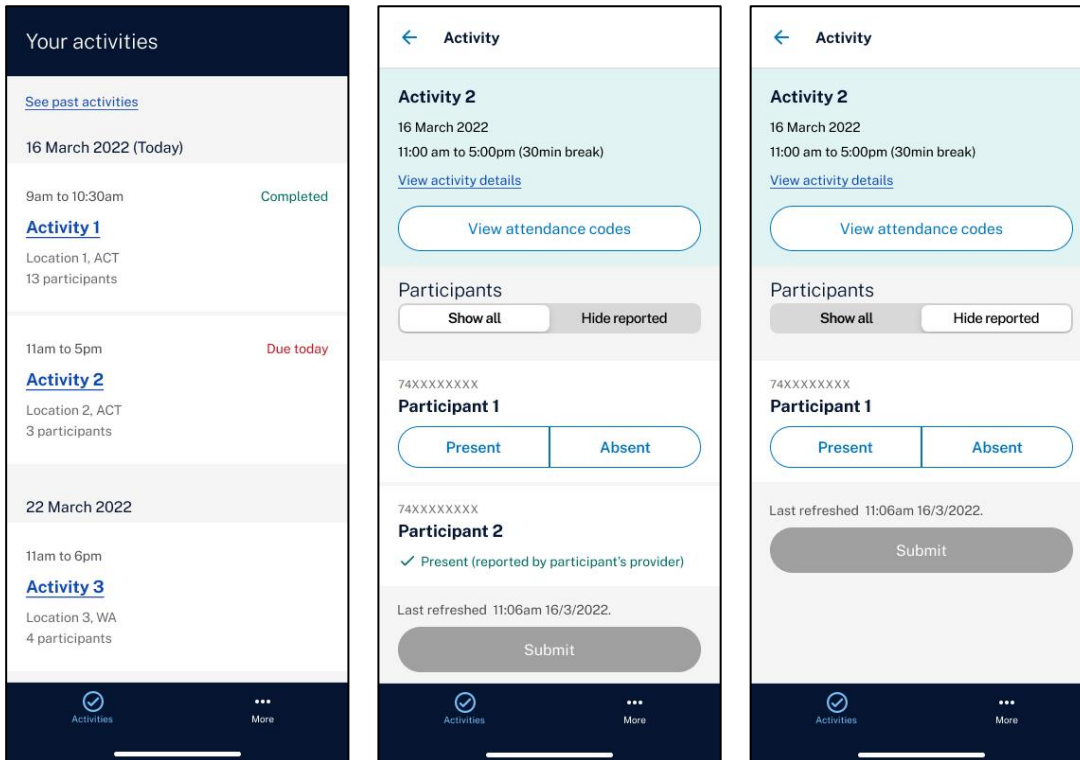 Your activities
See past activities
16 March 2022 (Today)
9am to 10:30am Completed
Activity 1
Location 1, ACT
13 participants
11am to 5pm Due today
Activity 2
Location 2, ACT
3 participants
22 March 2022
11am to 6pm
Activity 3
Location 3, WA
4 participants
Activities More
Activity
Activity 2
16 March 2022
11:00 am to 5:00pm (30min break)
View activity details
View attendance codes
Participants
Show all Hide reported
74XXXXXXXX
Participant 1
Present Absent
74XXXXXXXX
Participant 2
Present (reported by participant's provider)
Last refreshed 11:06am 16/3/2022.
Submit
Activities More
Activity
Activity 2
16 March 2022
11:00 am to 5:00pm (30min break)
View activity details
View attendance codes
Participants
Show all Hide reported
74XXXXXXXX
Participant 1
Present Absent
Last refreshed 11:06am 16/3/2022.
Submit
Activities More